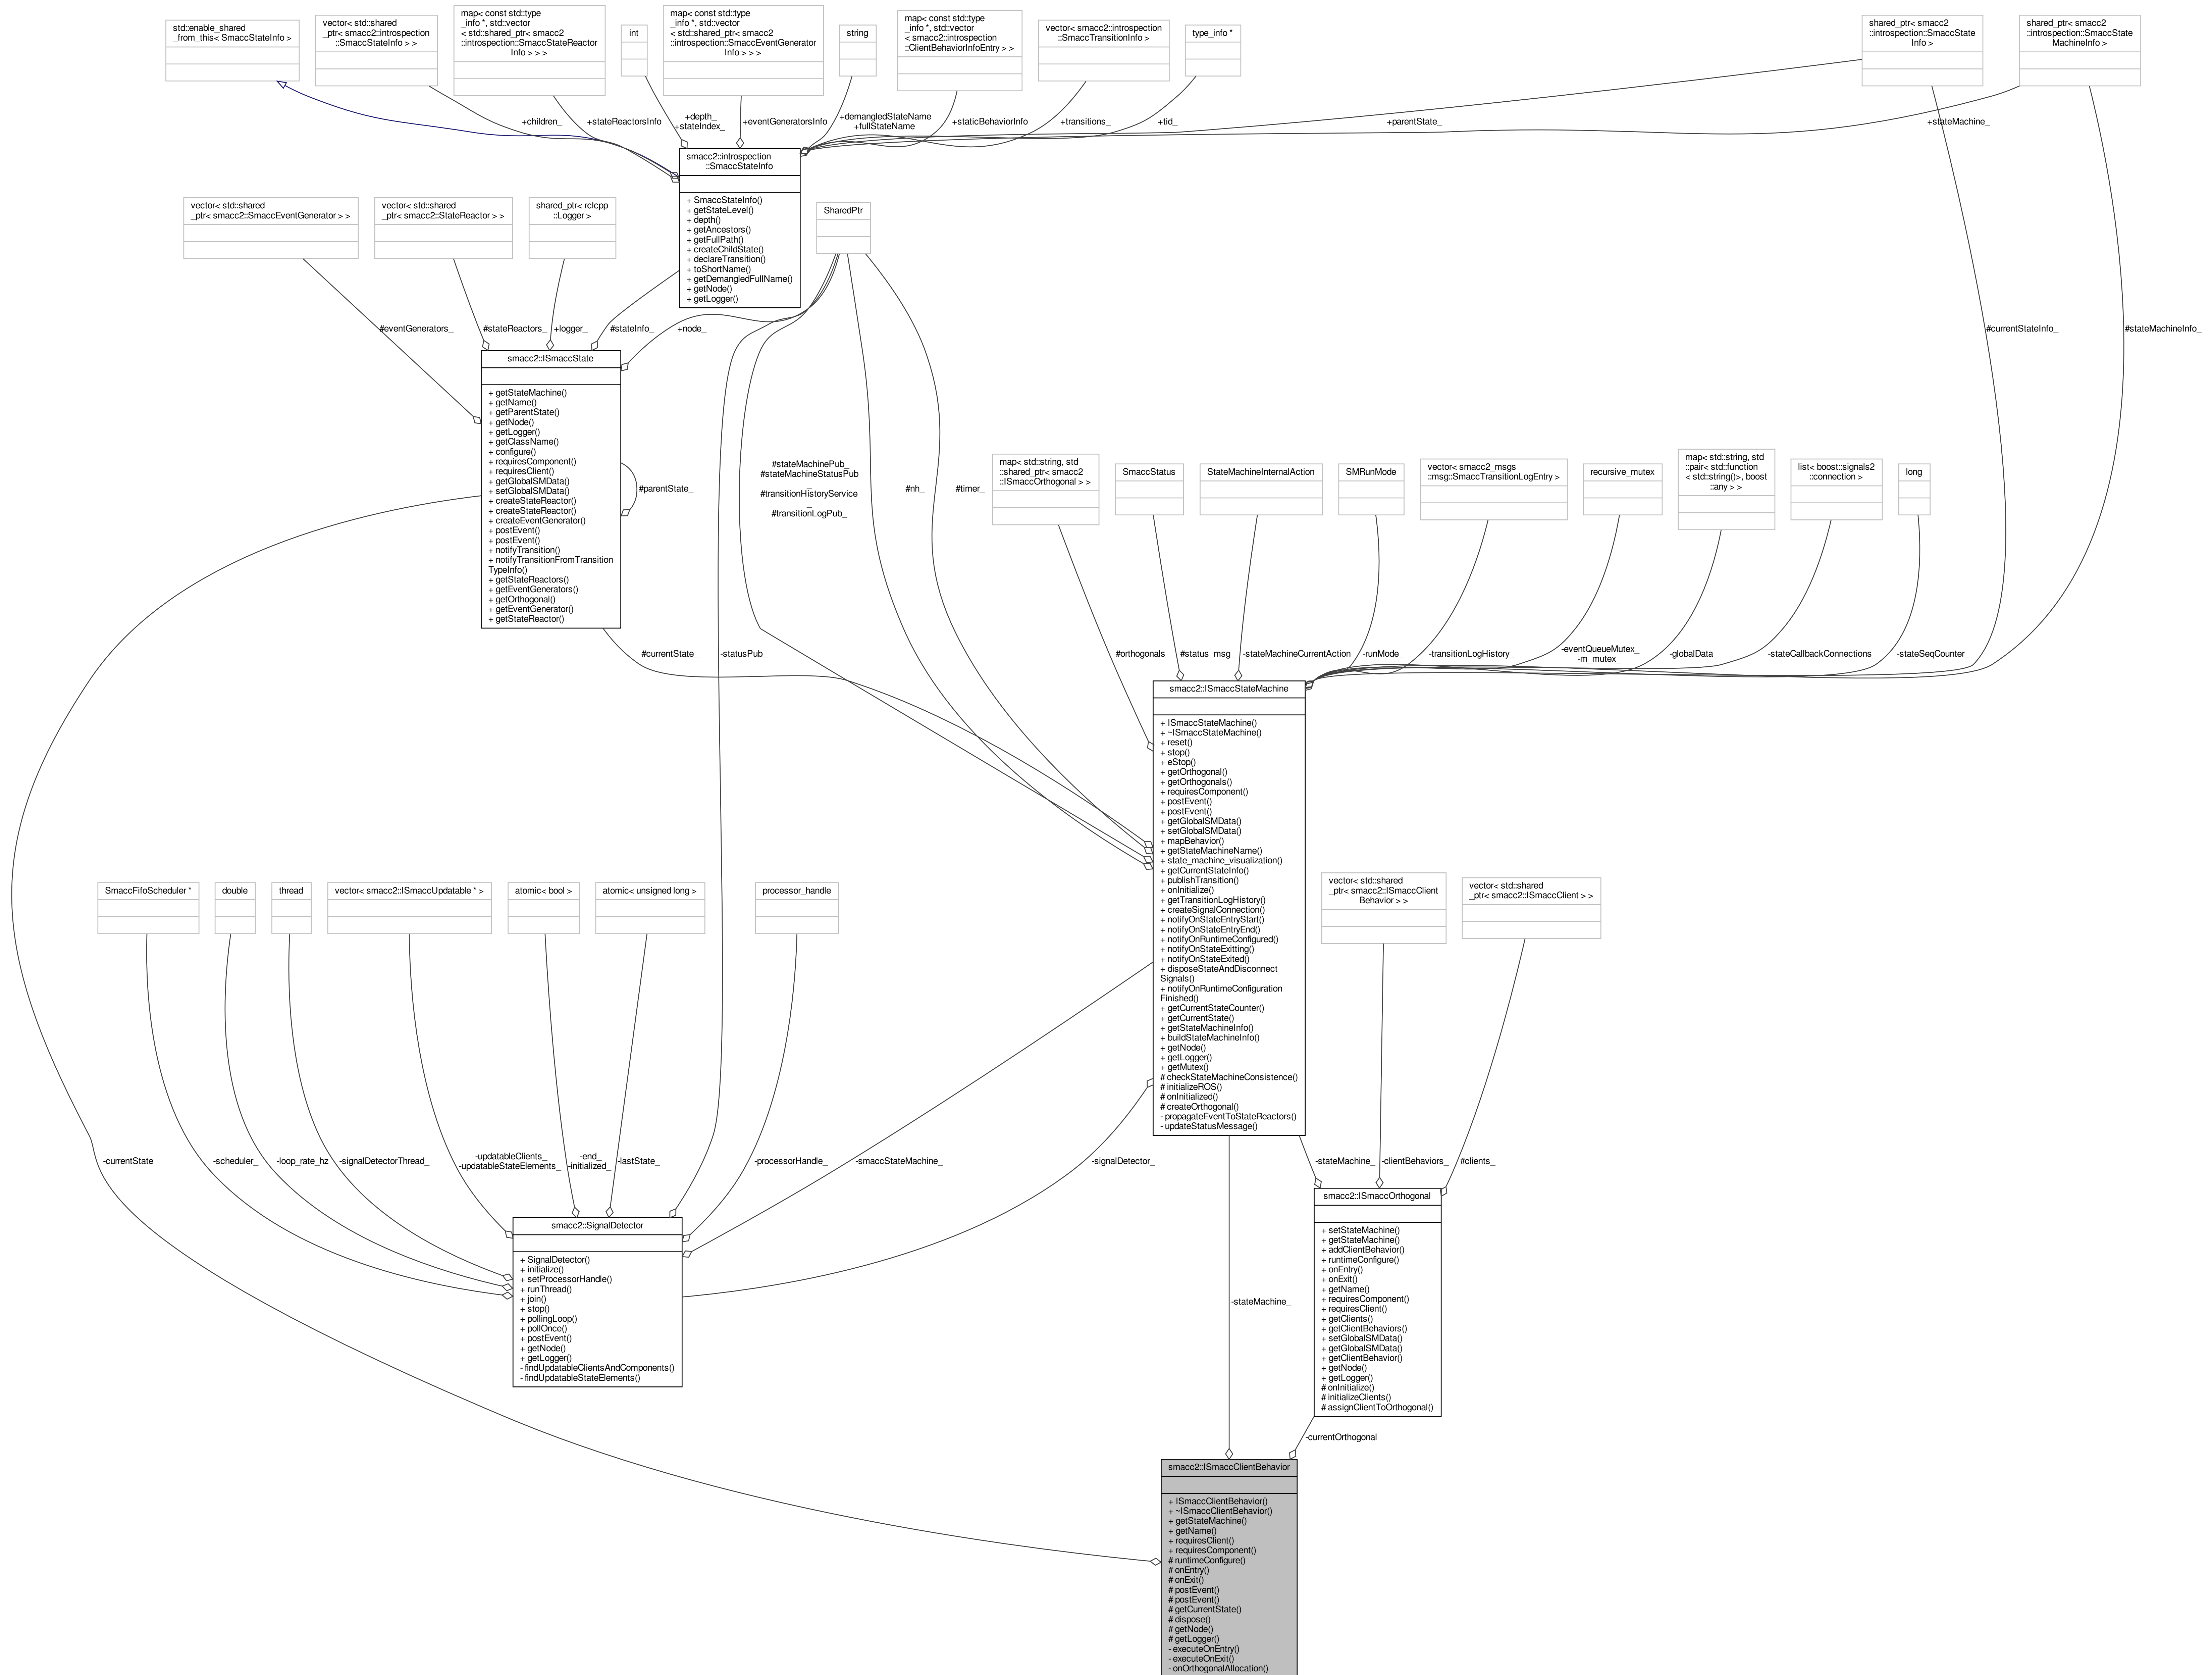 std::enable_shared
_from_this< SmaccStateInfo >
vector< std::shared
_ptr< smacc2::introspection
::SmaccStateInfo > >
map< const std::type
_info *, std::vector
< std::shared_ptr< smacc2
::introspection::SmaccStateReactor
Info > > >
int
map< const std::type
_info *, std::vector
< std::shared_ptr< smacc2
::introspection::SmaccEventGenerator
Info > > >
string
map< const std::type
_info *, std::vector
< smacc2::introspection
::ClientBehaviorInfoEntry > >
vector< smacc2::introspection
::SmaccTransitionInfo >
type_info *
shared_ptr< smacc2
::introspection::SmaccState
Info >
shared_ptr< smacc2
::introspection::SmaccState
MachineInfo >
+children_
+stateReactorsInfo
+depth_
+stateIndex_
+eventGeneratorsInfo
+demangledStateName
+fullStateName
+staticBehaviorInfo
+transitions_
+tid_
+parentState_
+stateMachine_
smacc2::introspection
::SmaccStateInfo
+ SmaccStateInfo()
+ getStateLevel()
+ depth()
+ getAncestors()
+ getFullPath()
+ createChildState()
+ declareTransition()
+ toShortName()
+ getDemangledFullName()
+ getNode()
+ getLogger()
vector< std::shared
_ptr< smacc2::SmaccEventGenerator > >
vector< std::shared
_ptr< smacc2::StateReactor > >
shared_ptr< rclcpp
::Logger >
SharedPtr
#eventGenerators_
#stateReactors_
+logger_
#stateInfo_
+node_
#currentStateInfo_
#stateMachineInfo_
smacc2::ISmaccState
+ getStateMachine()
+ getName()
+ getParentState()
+ getNode()
+ getLogger()
+ getClassName()
+ configure()
+ requiresComponent()
+ requiresClient()
+ getGlobalSMData()
+ setGlobalSMData()
+ createStateReactor()
+ createStateReactor()
+ createEventGenerator()
+ postEvent()
+ postEvent()
+ notifyTransition()
+ notifyTransitionFromTransition
TypeInfo()
+ getStateReactors()
+ getEventGenerators()
+ getOrthogonal()
+ getEventGenerator()
+ getStateReactor()
#parentState_
#stateMachinePub_
#stateMachineStatusPub
_
#transitionHistoryService
_
#transitionLogPub_
#nh_
#timer_
map< std::string, std
::shared_ptr< smacc2
::ISmaccOrthogonal > >
SmaccStatus
StateMachineInternalAction
SMRunMode
vector< smacc2_msgs
::msg::SmaccTransitionLogEntry >
recursive_mutex
map< std::string, std
::pair< std::function
< std::string()>, boost
::any > >
list< boost::signals2
::connection >
long
#currentState_
-statusPub_
#orthogonals_
#status_msg_
-stateMachineCurrentAction
-runMode_
-transitionLogHistory_
-eventQueueMutex_
-m_mutex_
-globalData_
-stateCallbackConnections
-stateSeqCounter_
smacc2::ISmaccStateMachine
+ ISmaccStateMachine()
+ ~ISmaccStateMachine()
+ reset()
+ stop()
+ eStop()
+ getOrthogonal()
+ getOrthogonals()
+ requiresComponent()
+ postEvent()
+ postEvent()
+ getGlobalSMData()
+ setGlobalSMData()
+ mapBehavior()
+ getStateMachineName()
+ state_machine_visualization()
+ getCurrentStateInfo()
+ publishTransition()
+ onInitialize()
+ getTransitionLogHistory()
+ createSignalConnection()
+ notifyOnStateEntryStart()
+ notifyOnStateEntryEnd()
+ notifyOnRuntimeConfigured()
+ notifyOnStateExitting()
+ notifyOnStateExited()
+ disposeStateAndDisconnect
Signals()
+ notifyOnRuntimeConfiguration
Finished()
+ getCurrentStateCounter()
+ getCurrentState()
+ getStateMachineInfo()
+ buildStateMachineInfo()
+ getNode()
+ getLogger()
+ getMutex()
# checkStateMachineConsistence()
# initializeROS()
# onInitialized()
# createOrthogonal()
- propagateEventToStateReactors()
- updateStatusMessage()
SmaccFifoScheduler *
double
thread
vector< smacc2::ISmaccUpdatable * >
atomic< bool >
atomic< unsigned long >
processor_handle
vector< std::shared
_ptr< smacc2::ISmaccClient
Behavior > >
vector< std::shared
_ptr< smacc2::ISmaccClient > >
-currentState
-scheduler_
-loop_rate_hz
-signalDetectorThread_
-updatableClients_
-updatableStateElements_
-end_
-initialized_
-lastState_
-processorHandle_
-smaccStateMachine_
-signalDetector_
-stateMachine_
-clientBehaviors_
#clients_
smacc2::SignalDetector
+ SignalDetector()
+ initialize()
+ setProcessorHandle()
+ runThread()
+ join()
+ stop()
+ pollingLoop()
+ pollOnce()
+ postEvent()
+ getNode()
+ getLogger()
- findUpdatableClientsAndComponents()
- findUpdatableStateElements()
smacc2::ISmaccOrthogonal
+ setStateMachine()
+ getStateMachine()
+ addClientBehavior()
+ runtimeConfigure()
+ onEntry()
+ onExit()
+ getName()
+ requiresComponent()
+ requiresClient()
+ getClients()
+ getClientBehaviors()
+ setGlobalSMData()
+ getGlobalSMData()
+ getClientBehavior()
+ getNode()
+ getLogger()
# onInitialize()
# initializeClients()
# assignClientToOrthogonal()
-stateMachine_
-currentOrthogonal
smacc2::ISmaccClientBehavior
+ ISmaccClientBehavior()
+ ~ISmaccClientBehavior()
+ getStateMachine()
+ getName()
+ requiresClient()
+ requiresComponent()
# runtimeConfigure()
# onEntry()
# onExit()
# postEvent()
# postEvent()
# getCurrentState()
# dispose()
# getNode()
# getLogger()
- executeOnEntry()
- executeOnExit()
- onOrthogonalAllocation()